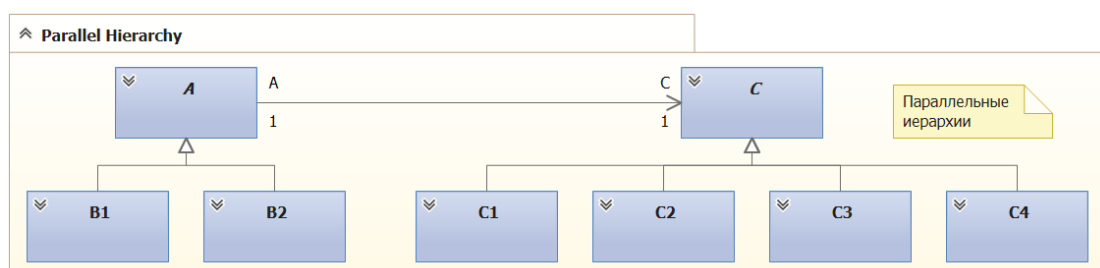 Parallel Hierarchy
A
A
1
C
1
C
Параллельные
иерархии
B1
B2
C1
C2
C3
C4